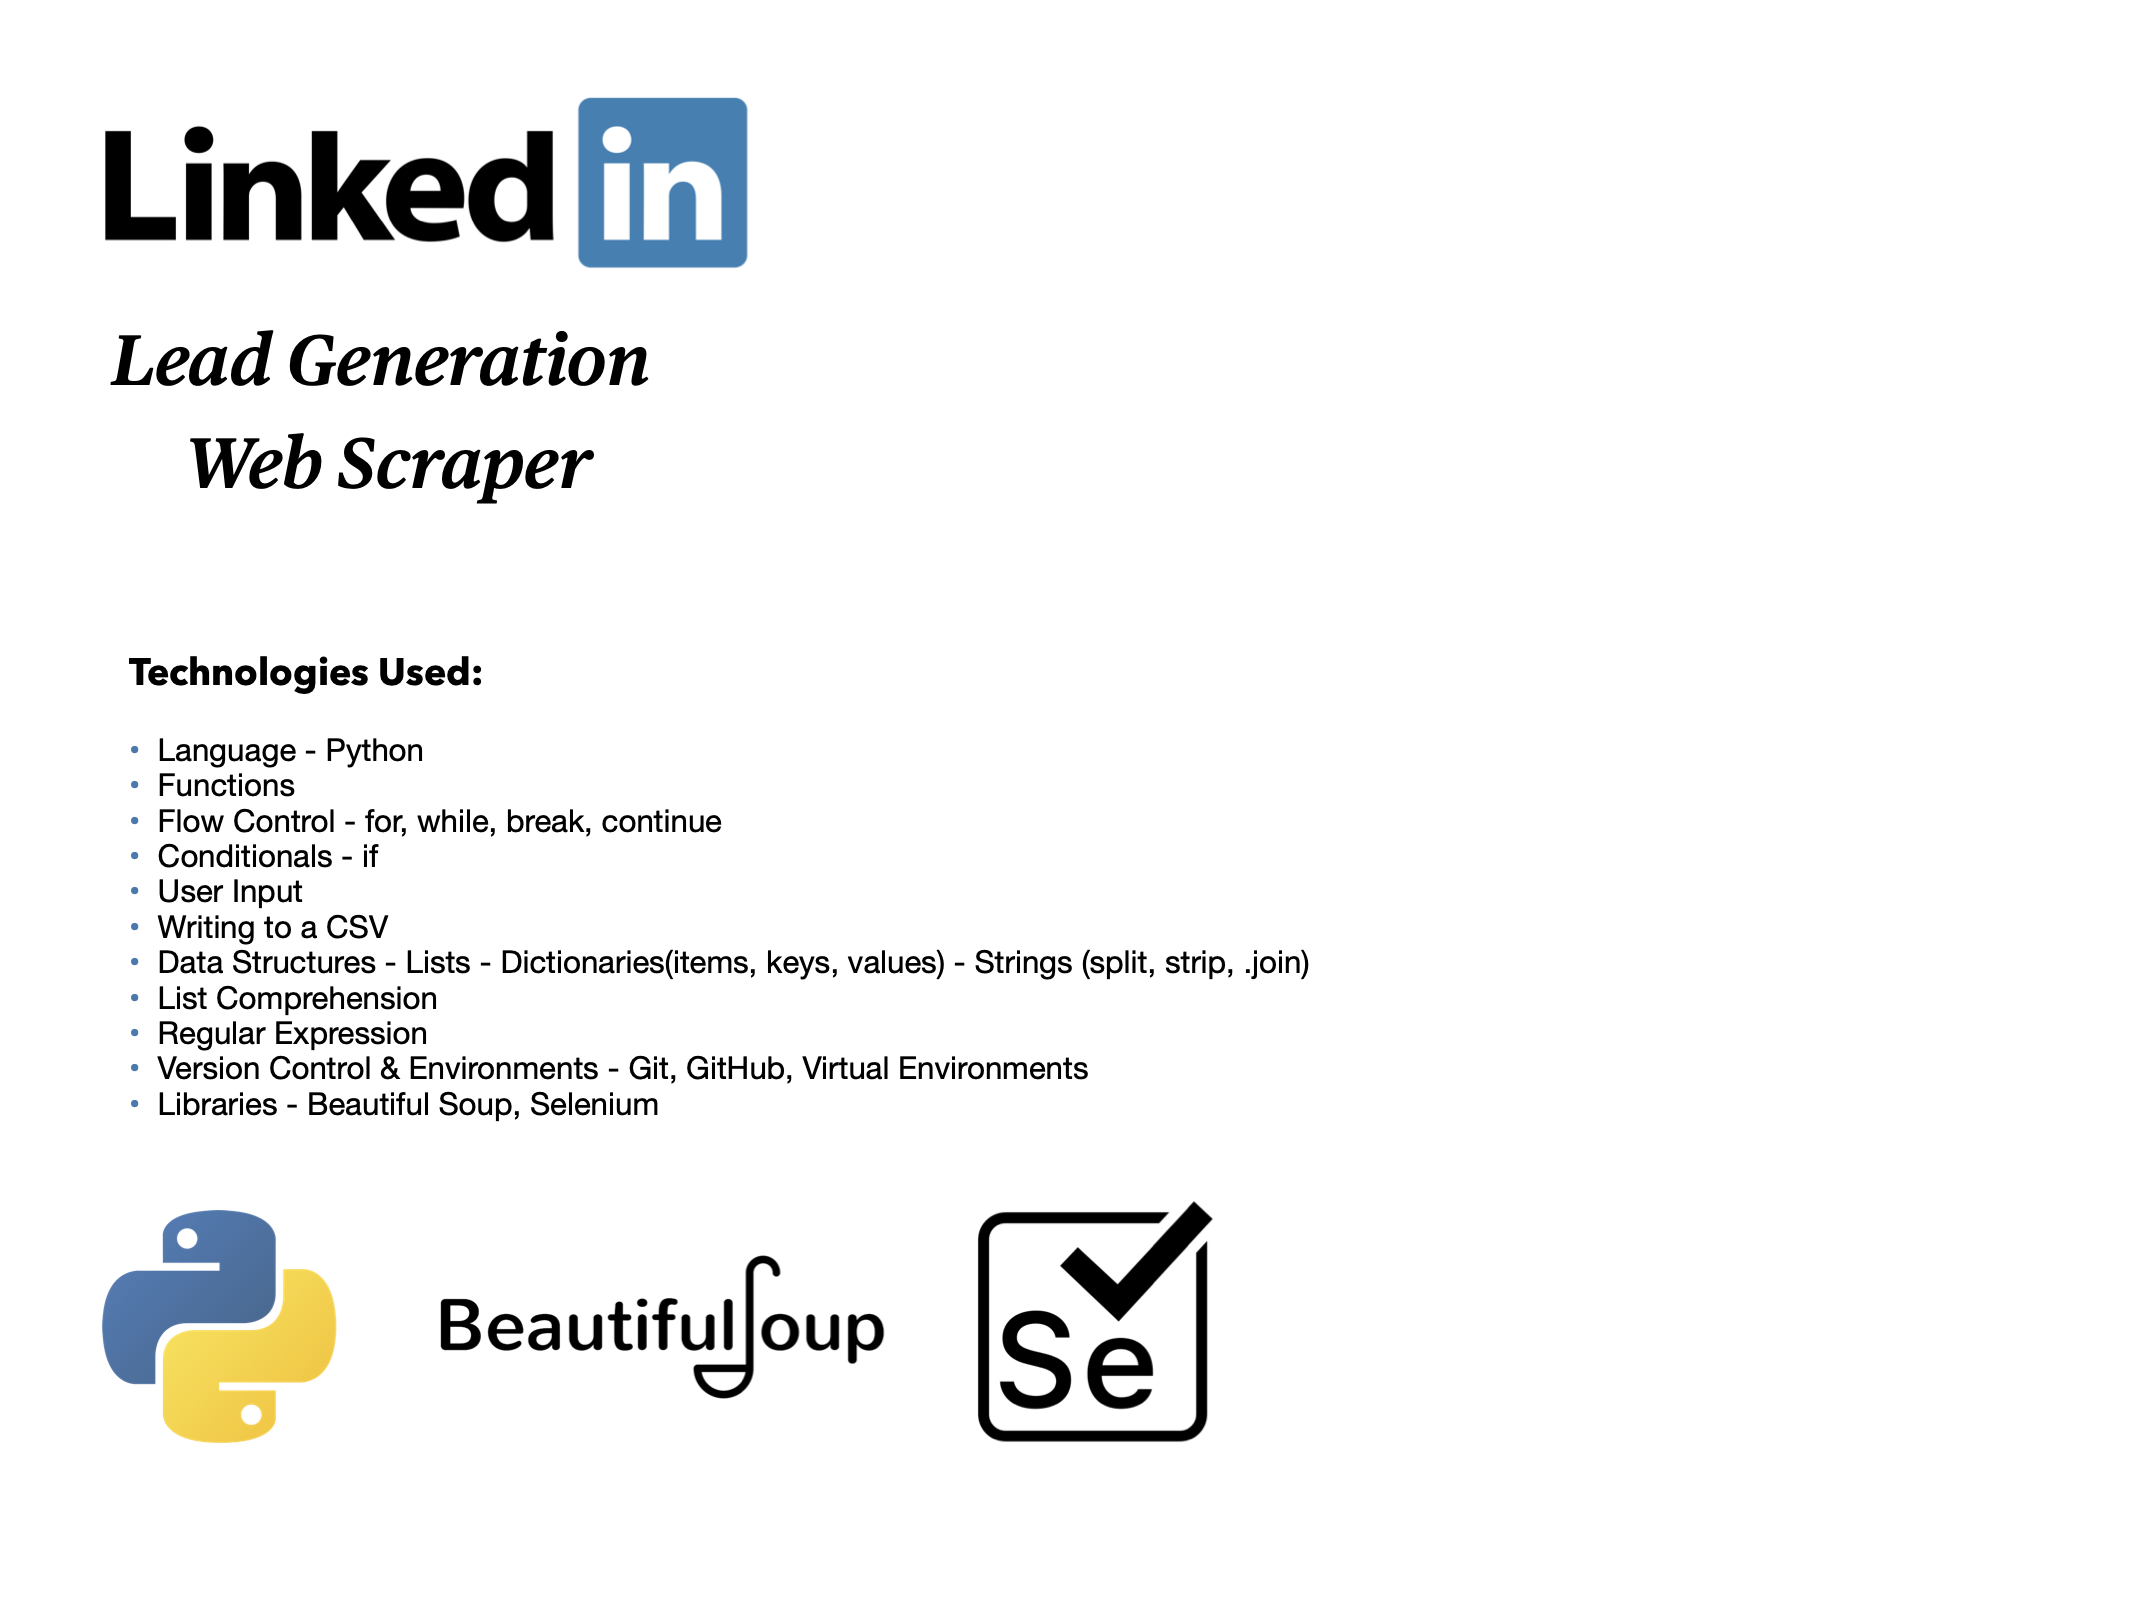 Linked in
Lead Generation
Web Scraper
Technologies Used:
• Language - Python
• Functions
• Flow Control - for, while, break, continue
• Conditionals - if
• User Input
• Writing to a CSV
• Data Structures - Lists - Dictionaries(items, keys, values) - Strings (split, strip, .join)
• List Comprehension
• Regular Expression
• Version Control & Environments - Git, GitHub, Virtual Environments
• Libraries - Beautiful Soup, Selenium
BeautifulSoup
Se